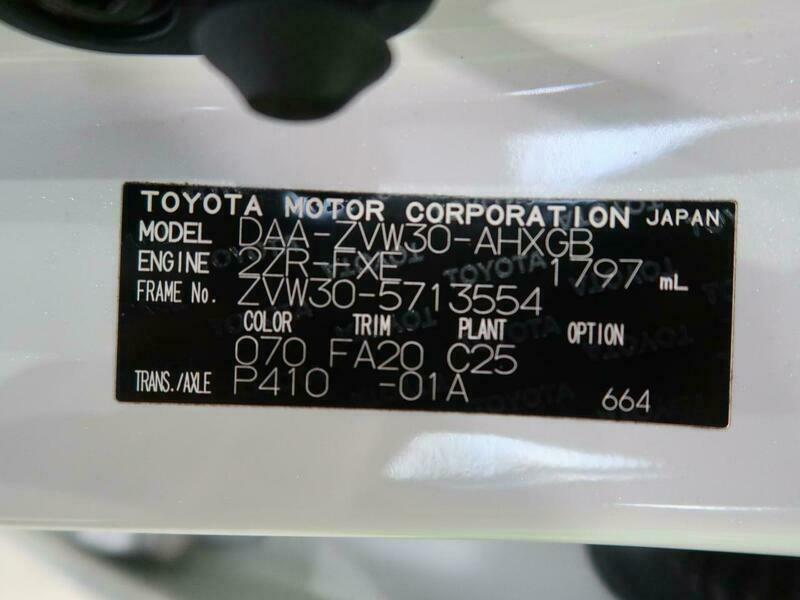 TOYOTA MOTOR CORPORATION JAPAN
MODEL DAA-ZVW30-AHXGB
ENGINE 2ZR-FXE 1797 mL
FRAME No. ZVW30-5713554
COLOR TRIM PLANT OPTION
070 FA20 C25
TRANS./AXLE P410 -01A 664